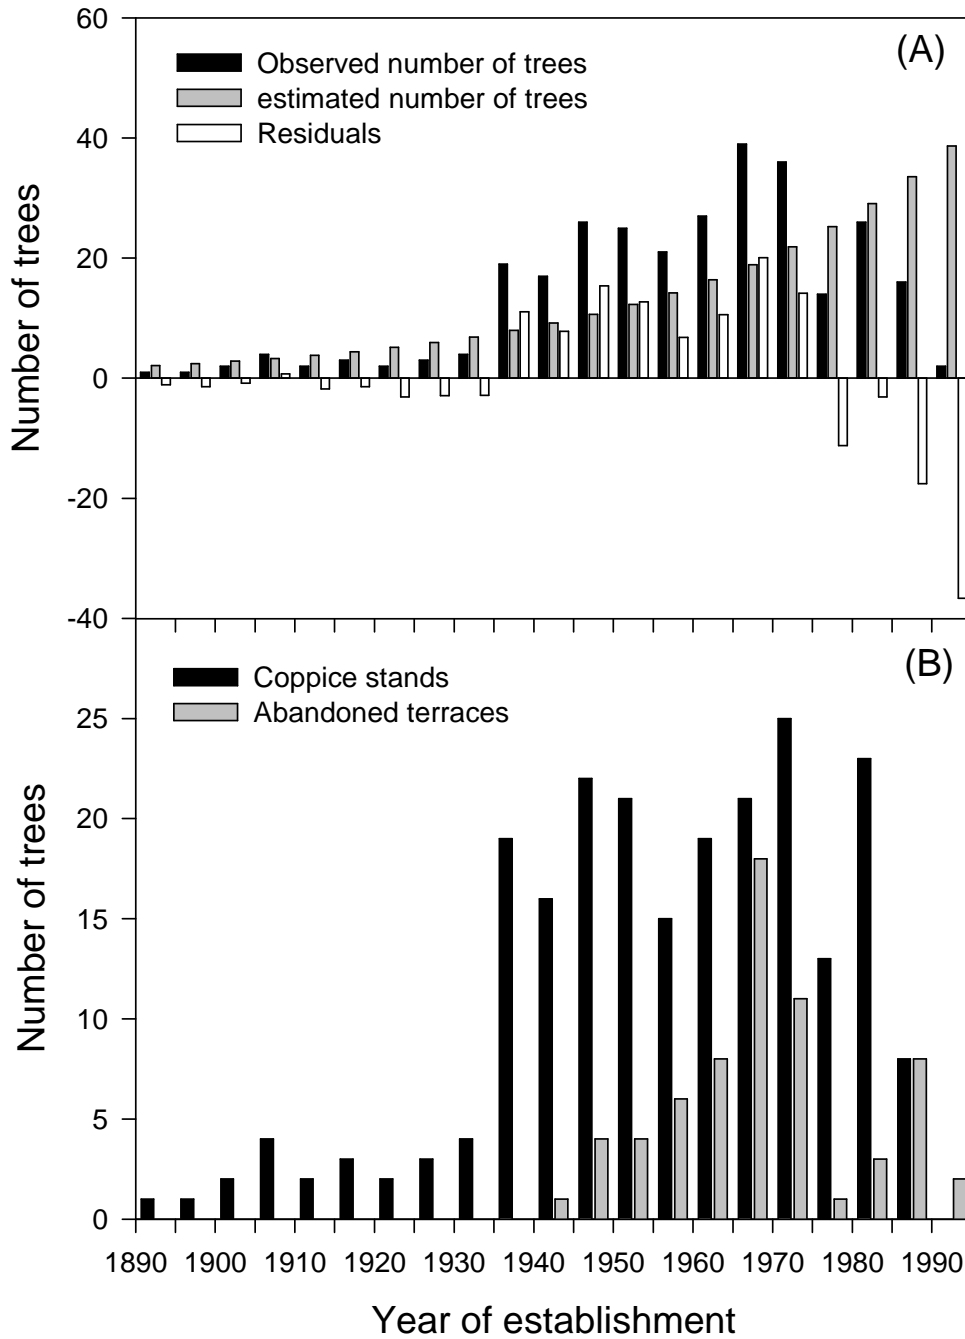 (A)
Observed number of trees
estimated number of trees
Residuals
60
40
20
0
-20
-40
Number of trees
(B)
Coppice stands
Abandoned terraces
25
20
15
10
5
0
Number of trees
1890 1900 1910 1920 1930 1940 1950 1960 1970 1980 1990
Year of establishment